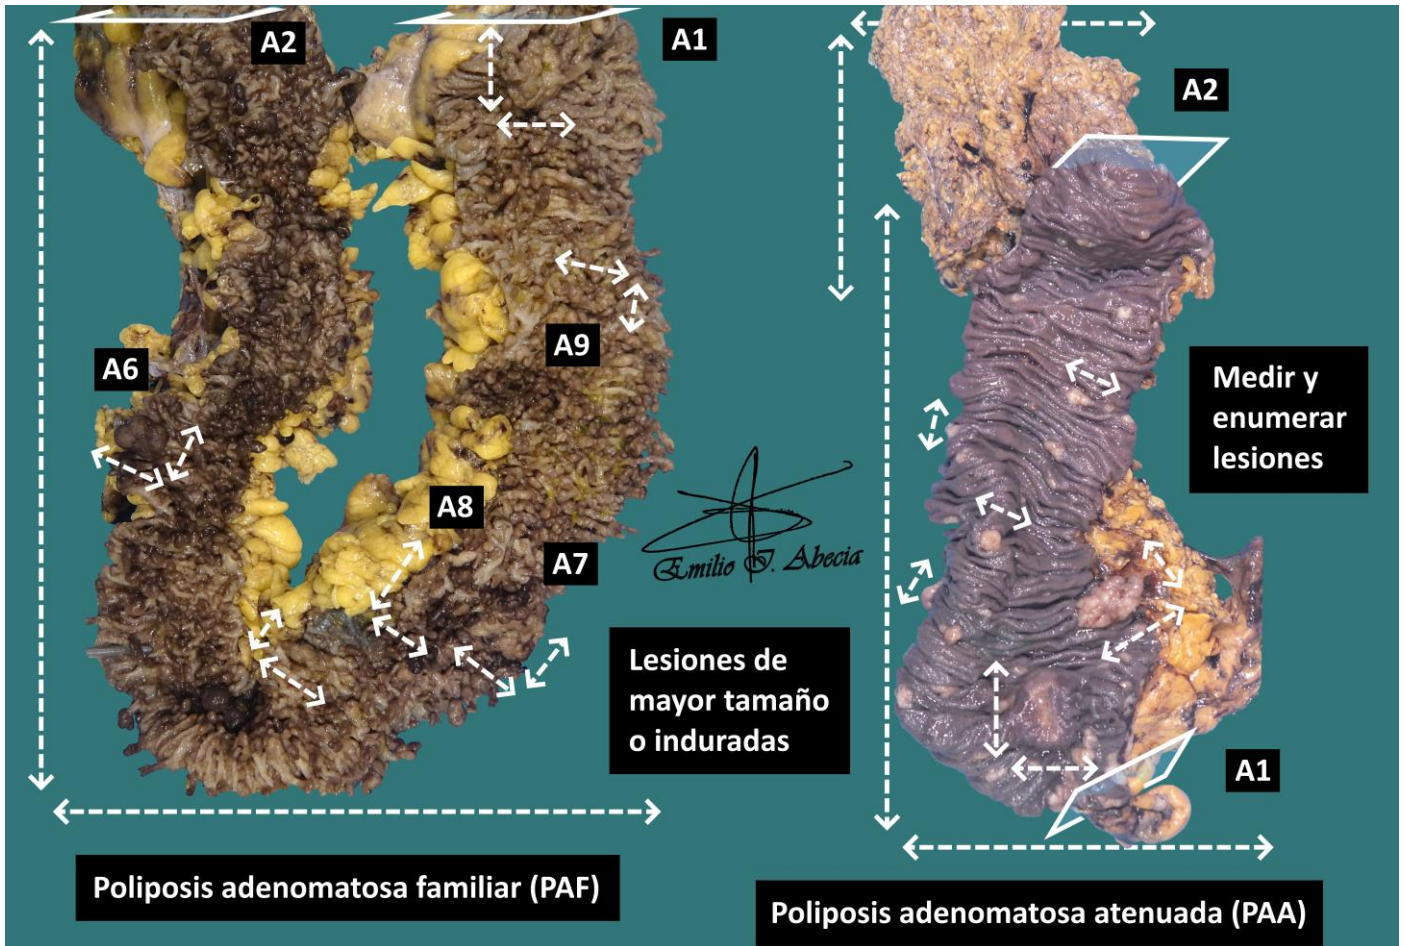 A2
A1
A2
A6
A9
Medir y
enumerar
lesiones
A8
A7
Emilio J. Abecia
Lesiones de
mayor tamaño
o induradas
A1
Poliposis adenomatosa familiar (PAF)
Poliposis adenomatosa atenuada (PAA)